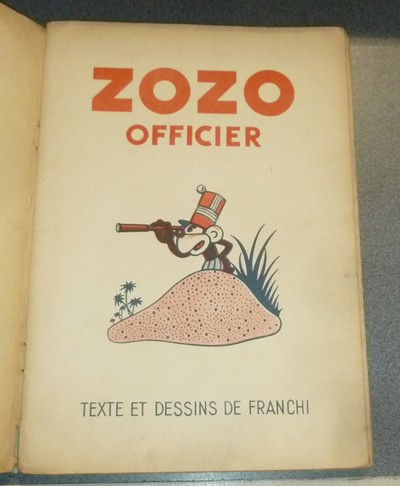 ZOZO
OFFICIER
TEXTE ET DESSINS DE FRANCHI